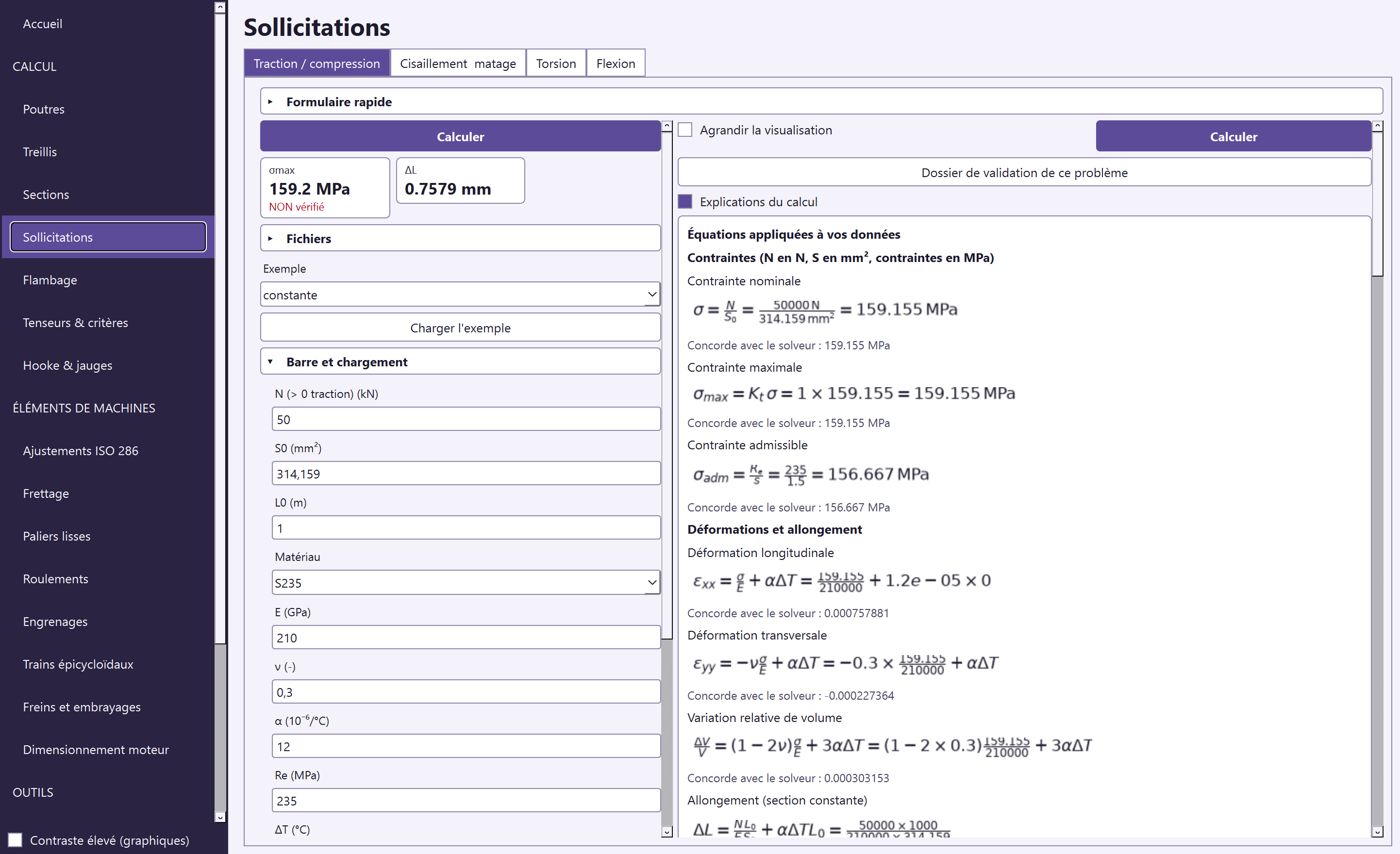 Accueil
CALCUL
Poutres
Treillis
Sections
Sollicitations
Flambage
Tenseurs & critères
Hooke & jauges
ÉLÉMENTS DE MACHINES
Ajustements ISO 286
Frettage
Paliers lisses
Roulements
Engrenages
Trains épicycloïdaux
Freins et embrayages
Dimensionnement moteur
OUTILS
Contraste élevé (graphiques)
Sollicitations
Traction / compression Cisaillement matage Torsion Flexion
Formulaire rapide
Calculer
σmax
159.2 MPa
NON vérifié
ΔL
0.7579 mm
Fichiers
Exemple
constante
Charger l'exemple
Barre et chargement
N (> 0 traction) (kN)
50
S0 (mm²)
314,159
L0 (m)
1
Matériau
S235
E (GPa)
210
ν (-)
0,3
α (10⁻⁶/°C)
12
Re (MPa)
235
ΔT (°C)
Agrandir la visualisation
Calculer
Dossier de validation de ce problème
Explications du calcul
Équations appliquées à vos données
Contraintes (N en N, S en mm², contraintes en MPa)
Contrainte nominale
σ = N/S₀ = 50000 N/314.159 mm² = 159.155 MPa
Concorde avec le solveur : 159.155 MPa
Contrainte maximale
σmax = Kt σ = 1 × 159.155 = 159.155 MPa
Concorde avec le solveur : 159.155 MPa
Contrainte admissible
σadm = Re/s = 235/1.5 = 156.667 MPa
Concorde avec le solveur : 156.667 MPa
Déformations et allongement
Déformation longitudinale
εxx = σ/E + αΔT = 159.155/210000 + 1.2e − 05 × 0
Concorde avec le solveur : 0.000757881
Déformation transversale
εyy = −ν σ/E + αΔT = −0.3 × 159.155/210000 + αΔT
Concorde avec le solveur : -0.000227364
Variation relative de volume
ΔV/V = (1 − 2ν) σ/E + 3αΔT = (1 − 2 × 0.3) 159.155/210000 + 3αΔT
Concorde avec le solveur : 0.000303153
Allongement (section constante)
ΔL = NL₀/ES₀ + αΔTL₀ = 50000 × 1000/210000 × 314.159